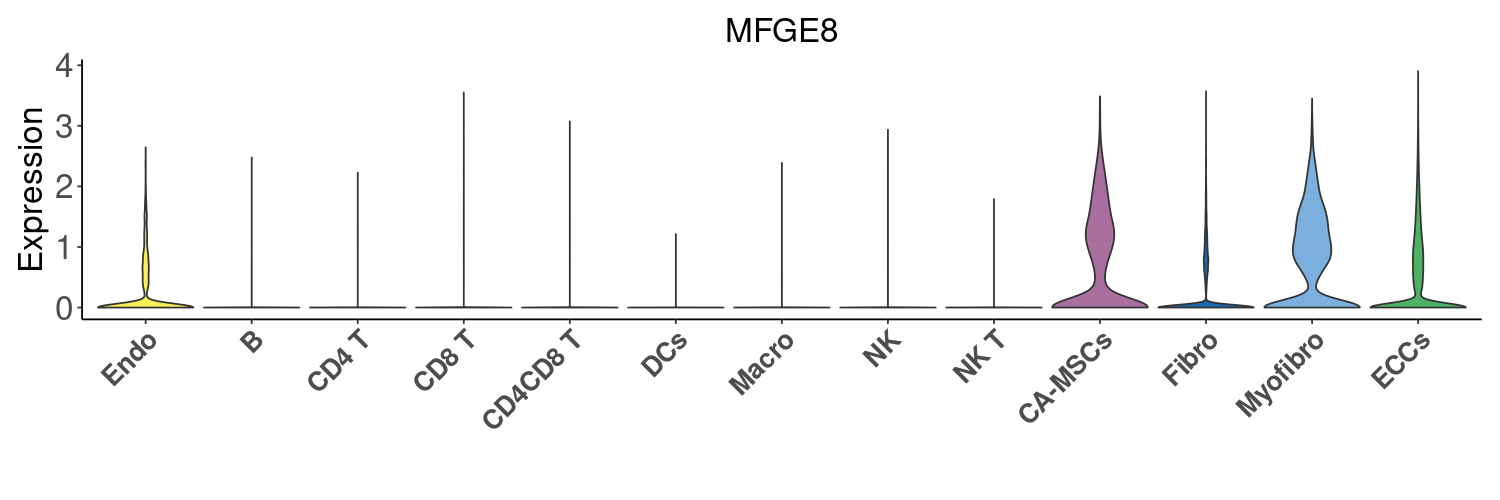 MFGE8
Expression
4
3
2
1
0
Endo
B
CD4 T
CD8 T
CD4CD8 T
DCs
Macro
NK
NK T
CA-MSCs
Fibro
Myofibro
ECCs